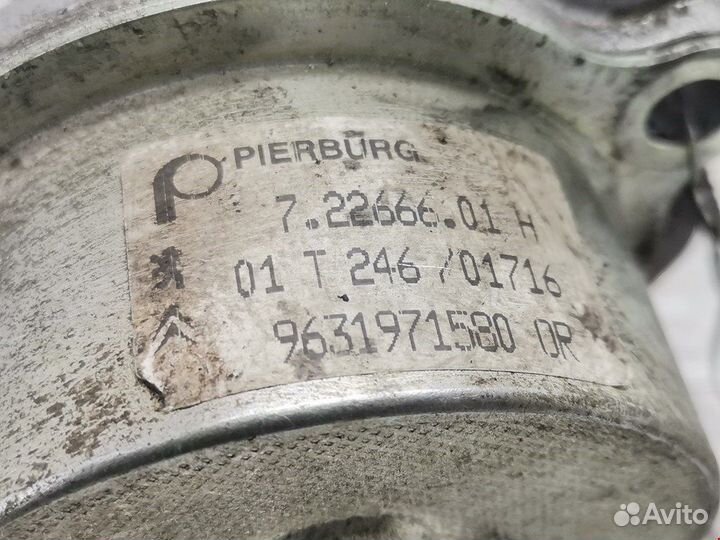 PIERBURG
7.22666.01 H
01 T 246 /01716
9631971580 0R
Avito